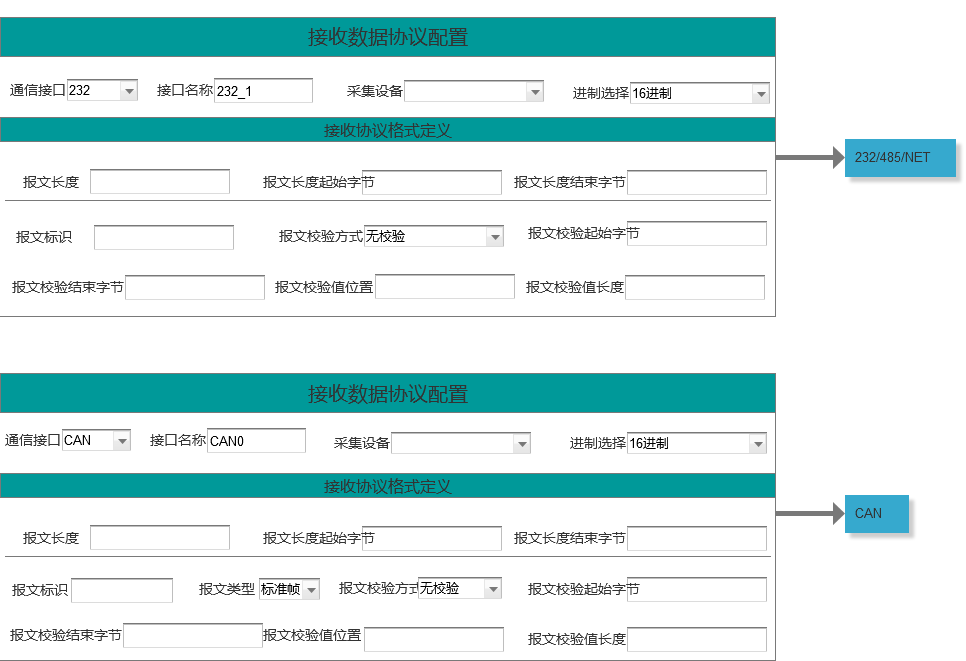 接收数据协议配置
通信接口 232 接口名称 232_1 采集设备 进制选择 16进制
接收协议格式定义
232/485/NET
报文长度 报文长度起始字节 报文长度结束字节
报文标识 报文校验方式 无校验 报文校验起始字节
报文校验结束字节 报文校验值位置 报文校验值长度
接收数据协议配置
通信接口 CAN 接口名称 CAN0 采集设备 进制选择 16进制
接收协议格式定义
CAN
报文长度 报文长度起始字节 报文长度结束字节
报文标识 报文类型 标准帧 报文校验方式 无校验 报文校验起始字节
报文校验结束字节 报文校验值位置 报文校验值长度